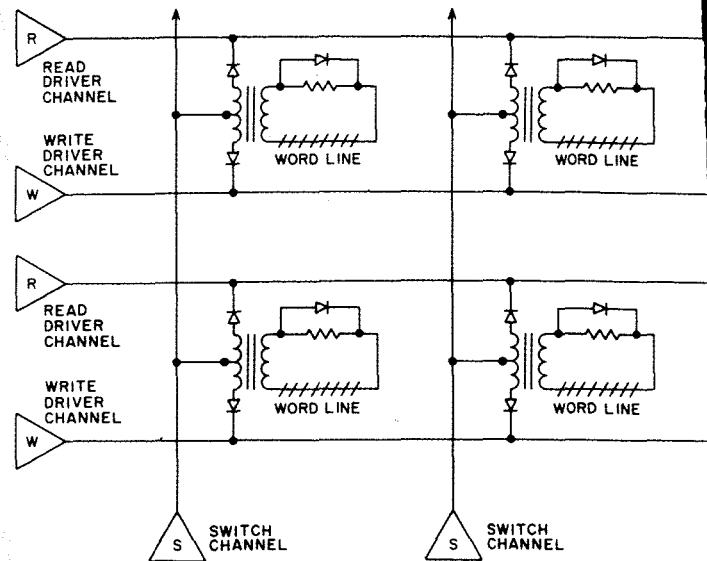 R
READ
DRIVER
CHANNEL
WORD LINE
WORD LINE
WRITE
DRIVER
CHANNEL
W
R
READ
DRIVER
CHANNEL
WORD LINE
WORD LINE
WRITE
DRIVER
CHANNEL
W
S
SWITCH
CHANNEL
S
SWITCH
CHANNEL